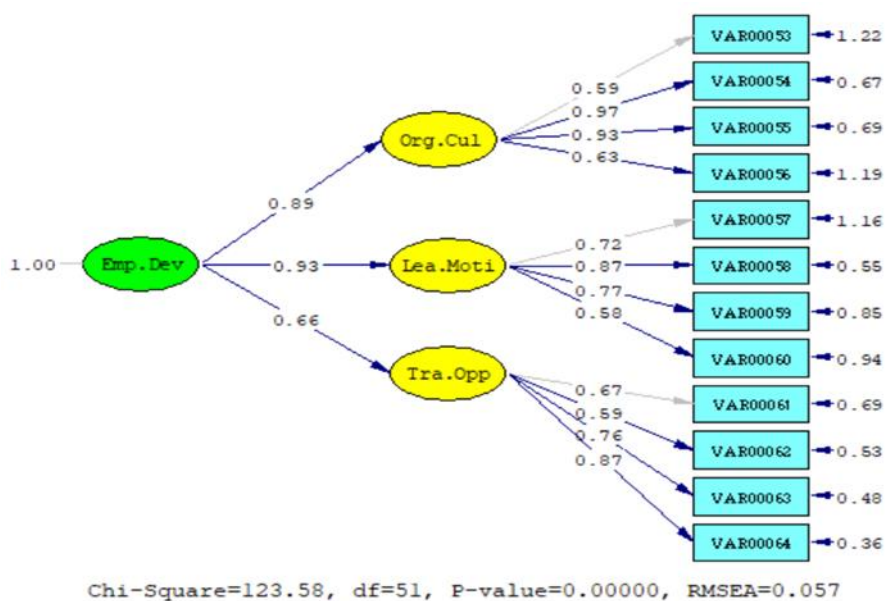 VAR00053 1.22
0.59
VAR00054 0.67
0.97
Org.Cul
0.93
VAR00055 0.69
0.63
VAR00056 1.19
0.89
VAR00057 1.16
0.72
1.00 Emp.Dev 0.93 Lea.Moti 0.87 VAR00058 0.55
0.77
0.58
VAR00059 0.85
0.66
VAR00060 0.94
Tra.Opp
0.67
VAR00061 0.69
0.59
0.76
VAR00062 0.53
0.87
VAR00063 0.48
VAR00064 0.36
Chi-Square=123.58, df=51, P-value=0.00000, RMSEA=0.057